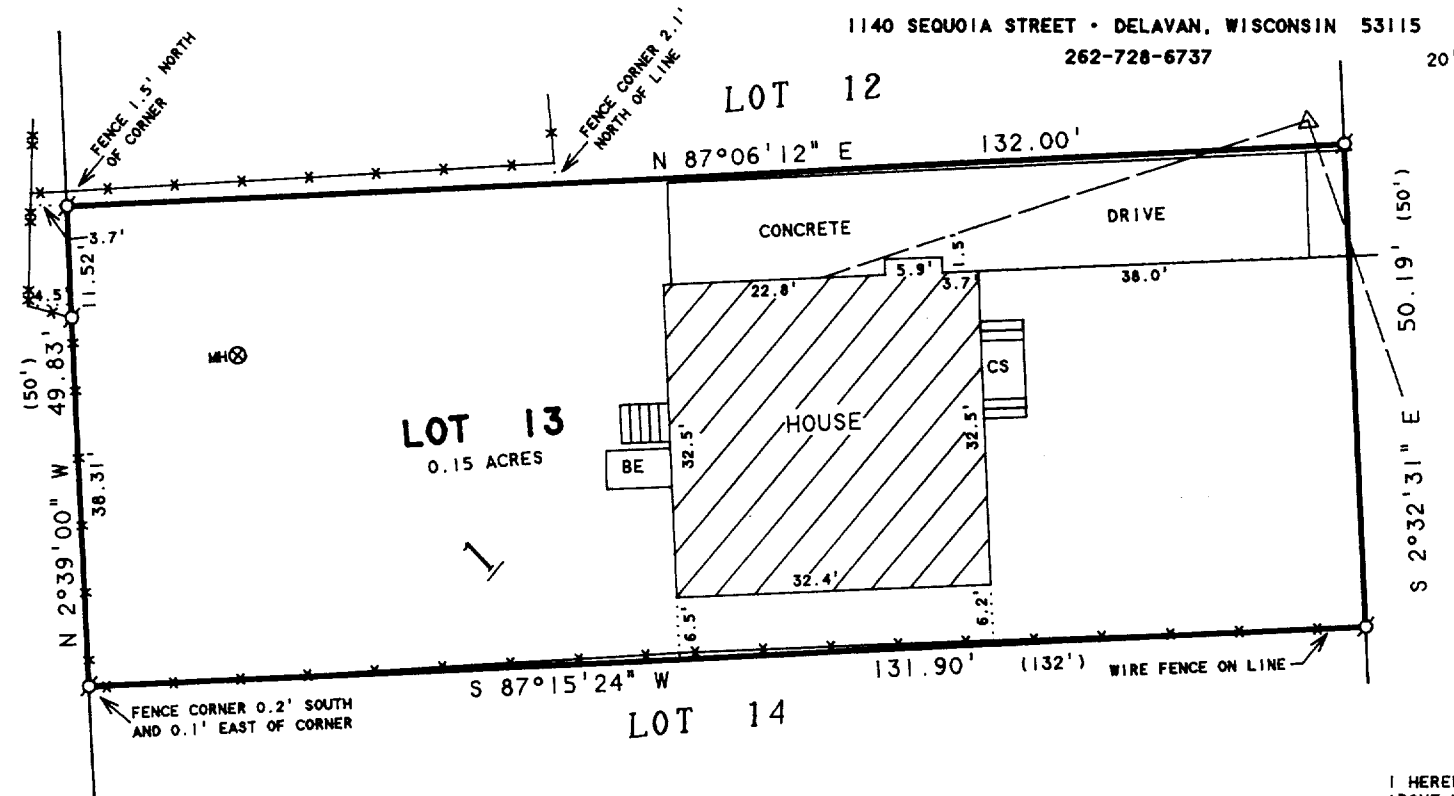 1140 SEQUOIA STREET • DELAVAN, WISCONSIN 53115
262-728-6737
20'
FENCE 1.5' NORTH
OF CORNER
FENCE CORNER 2.1'
NORTH OF LINE
LOT 12
N 87°06'12" E 132.00'
3.7'
11.52'
4.5'
(50')
49.83'
N 2°39'00" W
38.31'
MH
CONCRETE DRIVE
1.5'
5.9'
22.8'
3.7'
38.0'
50.19' (50')
S 2°32'31" E
CS
LOT 13
0.15 ACRES
HOUSE
32.5'
32.5'
BE
1
32.4'
6.5'
6.2'
S 87°15'24" W
131.90' (132')
WIRE FENCE ON LINE
FENCE CORNER 0.2' SOUTH
AND 0.1' EAST OF CORNER
LOT 14